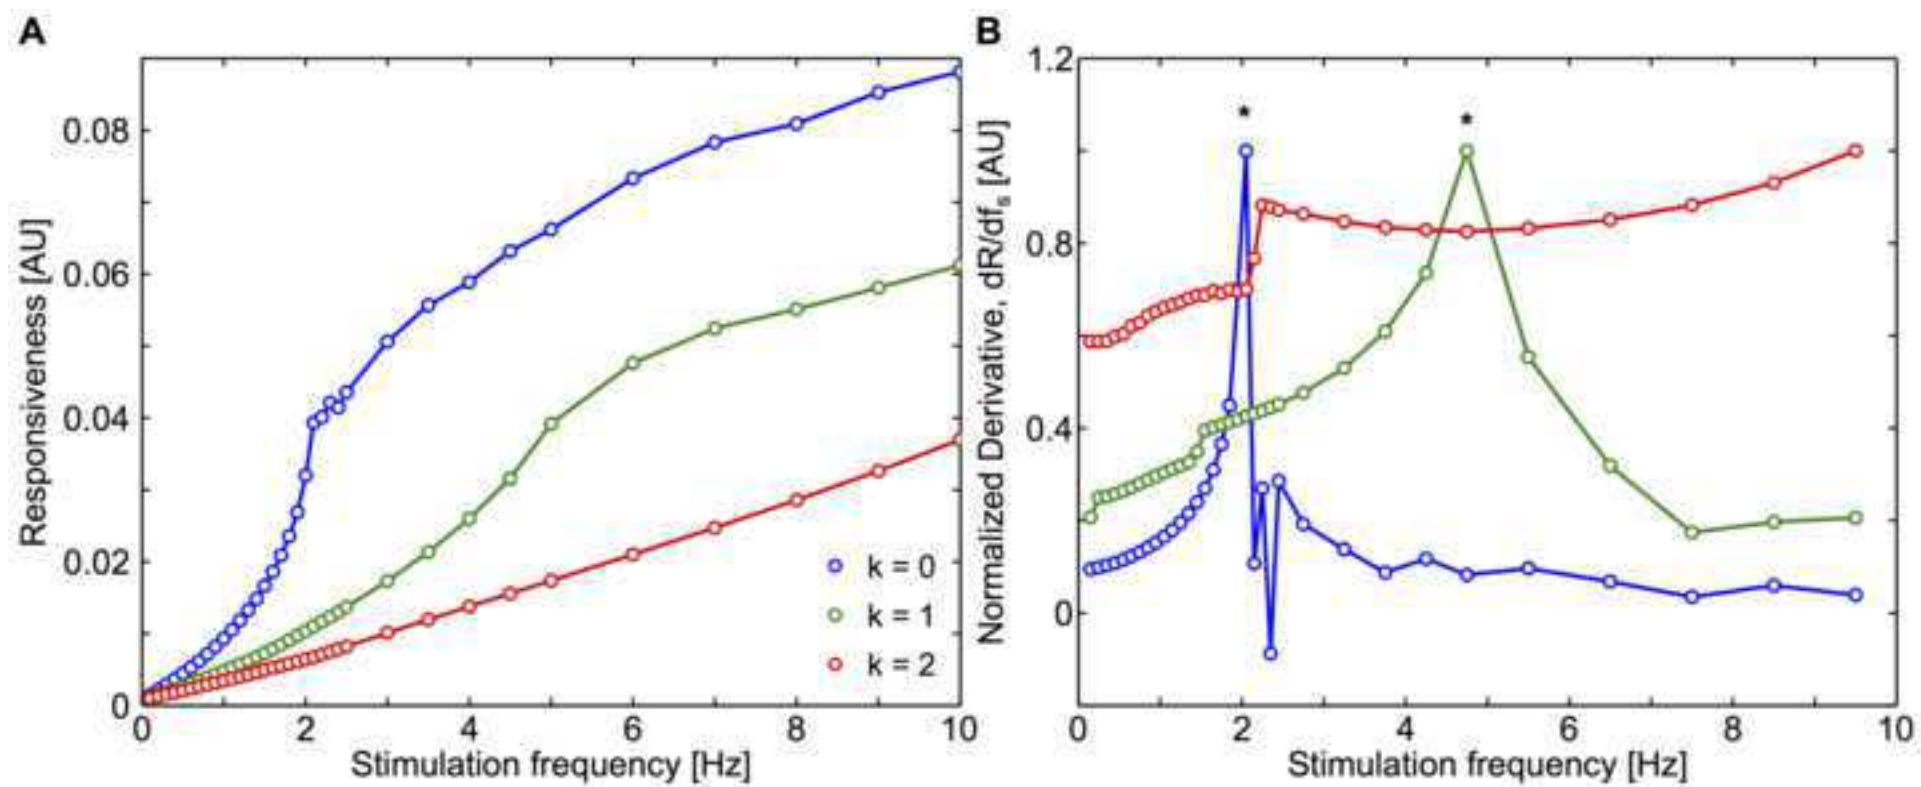 A
Responsiveness [AU]
0.08
0.06
0.04
0.02
0
0 2 4 6 8 10
Stimulation frequency [Hz]
k = 0
k = 1
k = 2
B
Normalized Derivative, dR/dfs [AU]
1.2
0.8
0.4
0
* *
0 2 4 6 8 10
Stimulation frequency [Hz]